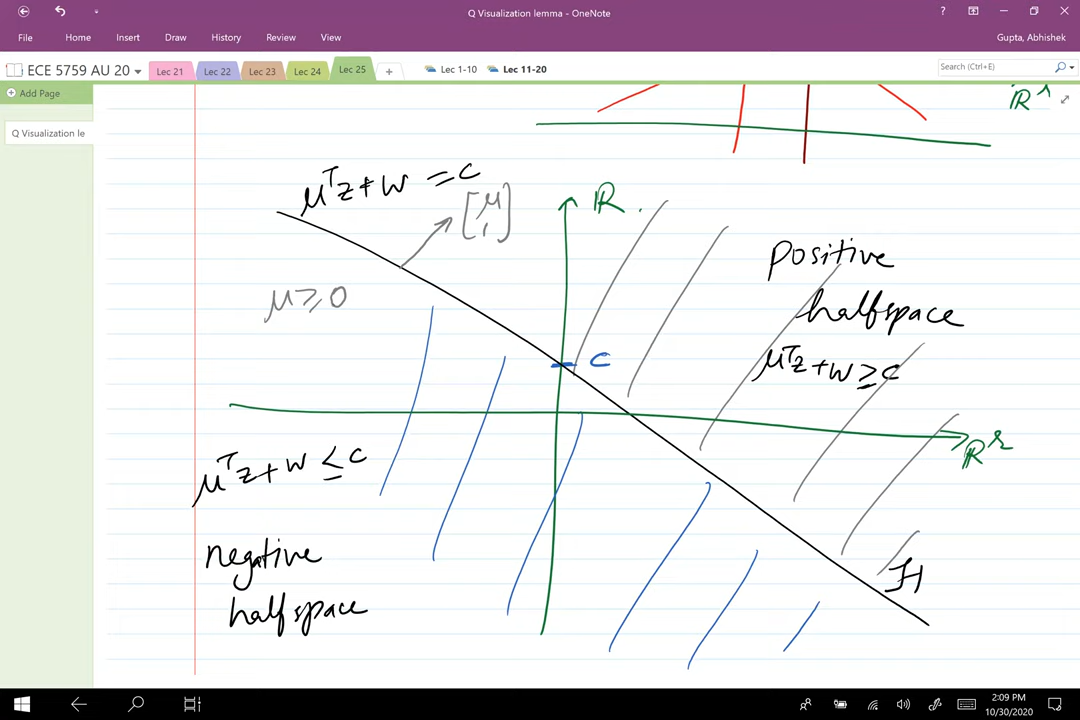 Q Visualization lemma - OneNote
?
File
Home
Insert
Draw
History
Review
View
Gupta, Abhishek
ECE 5759 AU 20
Lec 21
Lec 22
Lec 23
Lec 24
Lec 25
+
Lec 1-10
Lec 11-20
Search (Ctrl+E)
Add Page
Q Visualization le
μᵀz + w = c
[μ
1]
ℝ
μ ≥ 0
positive
halfspace
μᵀz + w ≥ c
c
ℝʳ
μᵀz + w ≤ c
negative
halfspace
H
2:09 PM
10/30/2020